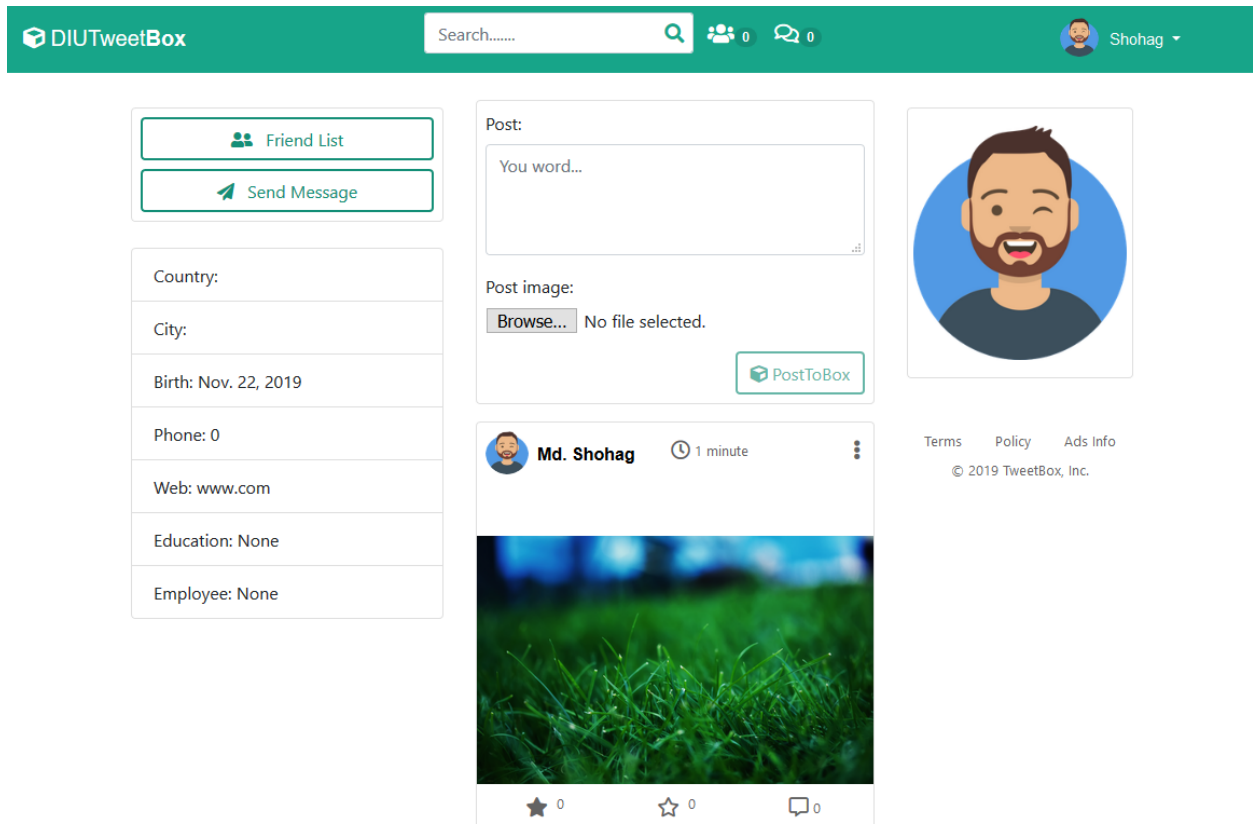 DIUTweetBox
Search.......
0
0
Shohag
Friend List
Send Message
Country:
City:
Birth: Nov. 22, 2019
Phone: 0
Web: www.com
Education: None
Employee: None
Post:
You word...
Post image:
Browse... No file selected.
PostToBox
Md. Shohag
1 minute
0
0
0
Terms Policy Ads Info
© 2019 TweetBox, Inc.